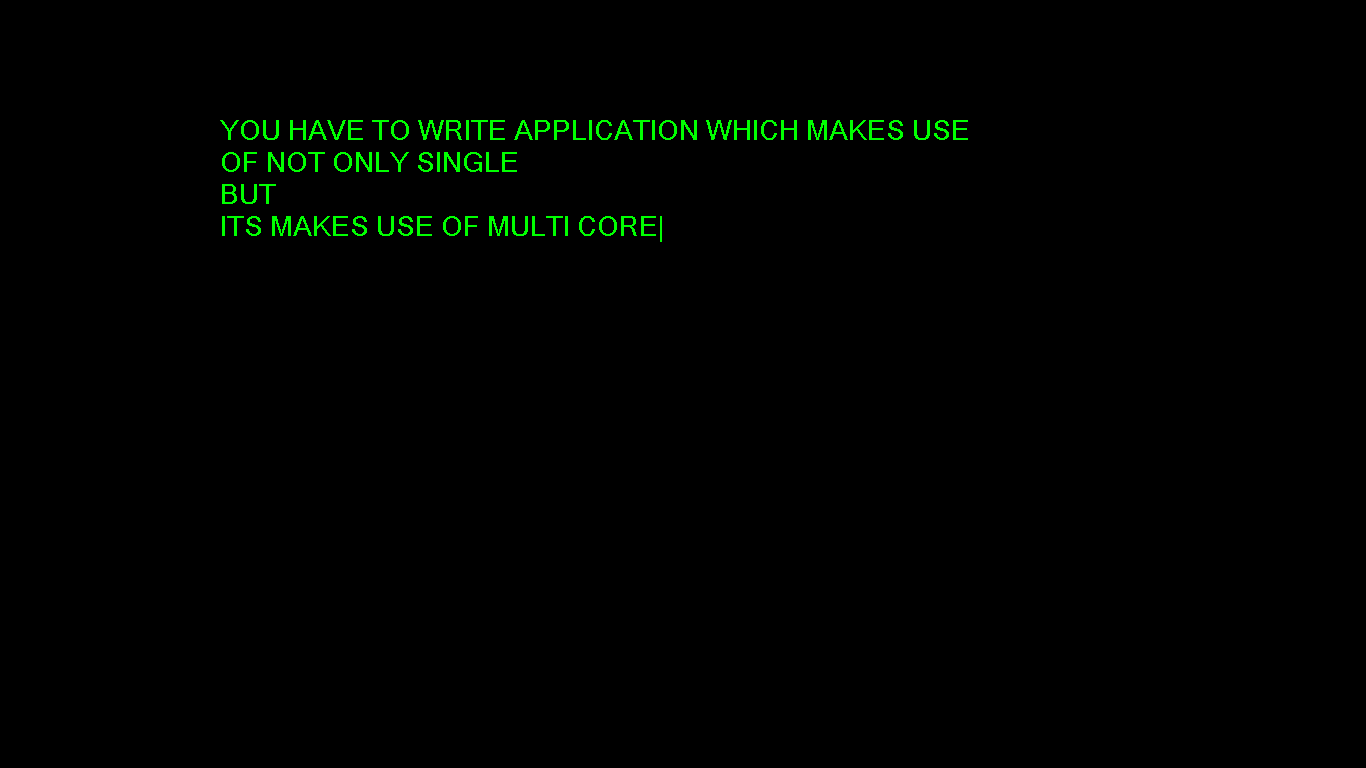 YOU HAVE TO WRITE APPLICATION WHICH MAKES USE
OF NOT ONLY SINGLE
BUT
ITS MAKES USE OF MULTI CORE